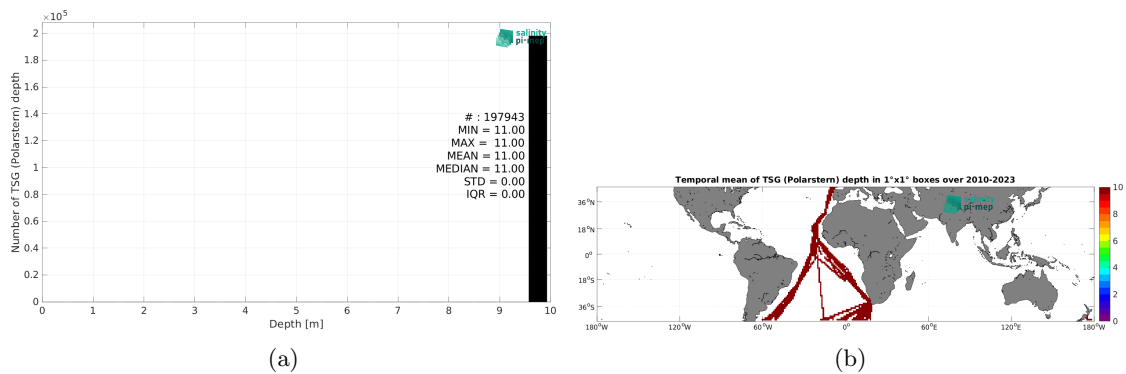 ×10⁵
2
1.8
1.6
1.4
1.2
1
0.8
0.6
0.4
0.2
0
Number of TSG (Polarstern) depth
salinity
pi-mep
# : 197943
MIN = 11.00
MAX = 11.00
MEAN = 11.00
MEDIAN = 11.00
STD = 0.00
IQR = 0.00
0 1 2 3 4 5 6 7 8 9 10
Depth [m]
(a)
Temporal mean of TSG (Polarstern) depth in 1°x1° boxes over 2010-2023
salinity
pi-mep
36°N
18°N
0°
18°S
36°S
180°W 120°W 60°W 0° 60°E 120°E 180°W
10
8
6
4
2
0
(b)